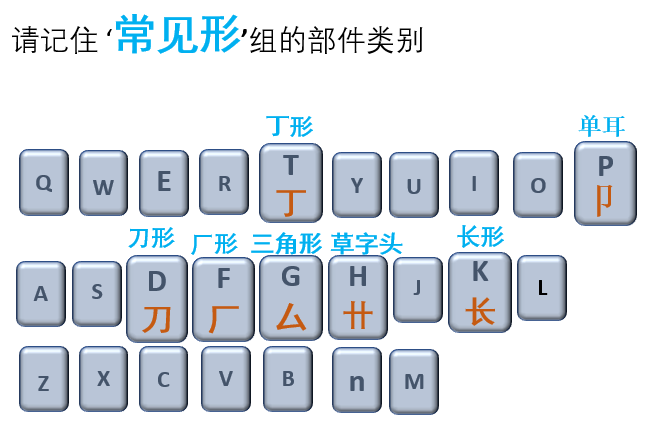 请记住 ‘常见形’组的部件类别
丁形 单耳
Q W E R T Y U I O P
丁 卩
刀形 厂形 三角形 草字头 长形
A S D F G H J K L
刀 厂 厶 卄 长
Z X C V B n M